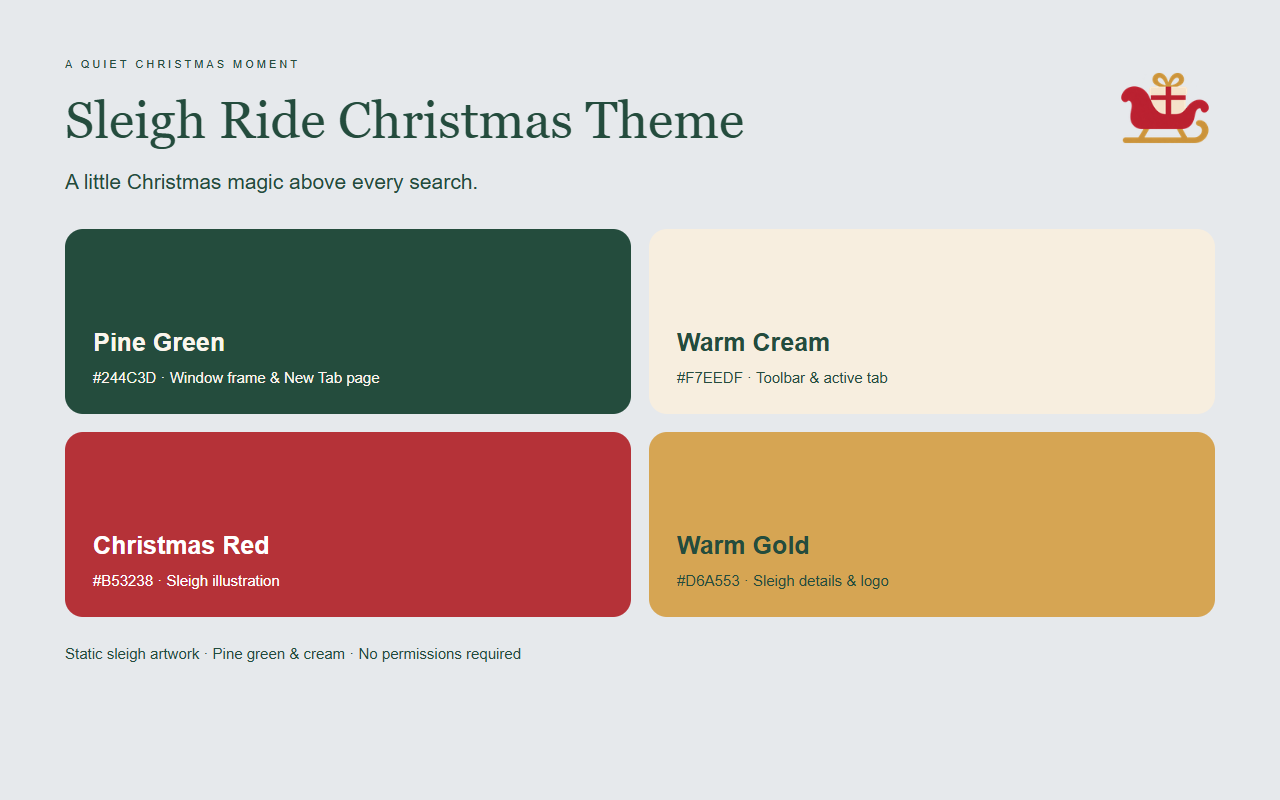 A QUIET CHRISTMAS MOMENT
Sleigh Ride Christmas Theme
A little Christmas magic above every search.
Pine Green
#244C3D · Window frame & New Tab page
Warm Cream
#F7EEDF · Toolbar & active tab
Christmas Red
#B53238 · Sleigh illustration
Warm Gold
#D6A553 · Sleigh details & logo
Static sleigh artwork · Pine green & cream · No permissions required